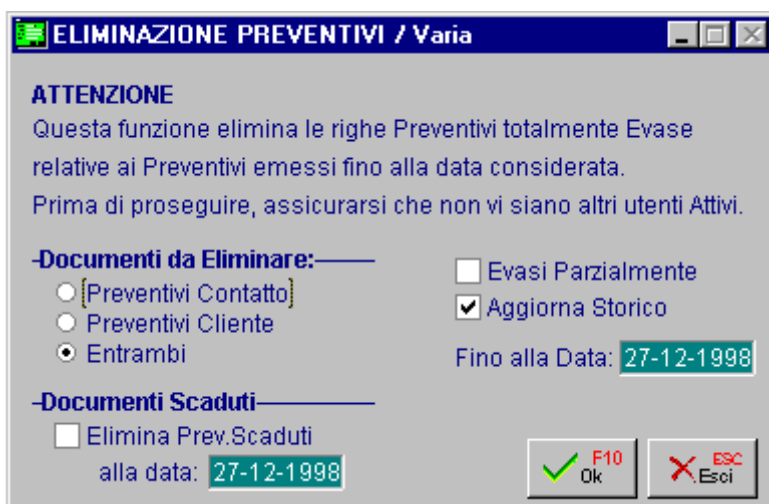 ELIMINAZIONE PREVENTIVI / Varia
ATTENZIONE
Questa funzione elimina le righe Preventivi totalmente Evase
relative ai Preventivi emessi fino alla data considerata.
Prima di proseguire, assicurarsi che non vi siano altri utenti Attivi.
Documenti da Eliminare:
[Preventivi Contatto]
Preventivi Cliente
Entrambi
Evasi Parzialmente
Aggiorna Storico
Fino alla Data: 27-12-1998
Documenti Scaduti
Elimina Prev.Scaduti
alla data: 27-12-1998
F10
Ok
ESC
Esci